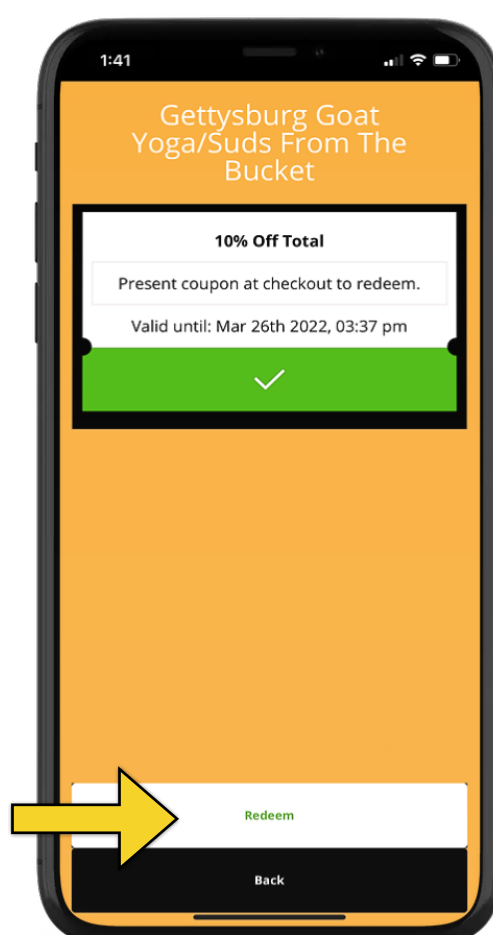 1:41
Gettysburg Goat
Yoga/Suds From The
Bucket
10% Off Total
Present coupon at checkout to redeem.
Valid until: Mar 26th 2022, 03:37 pm
Redeem
Back